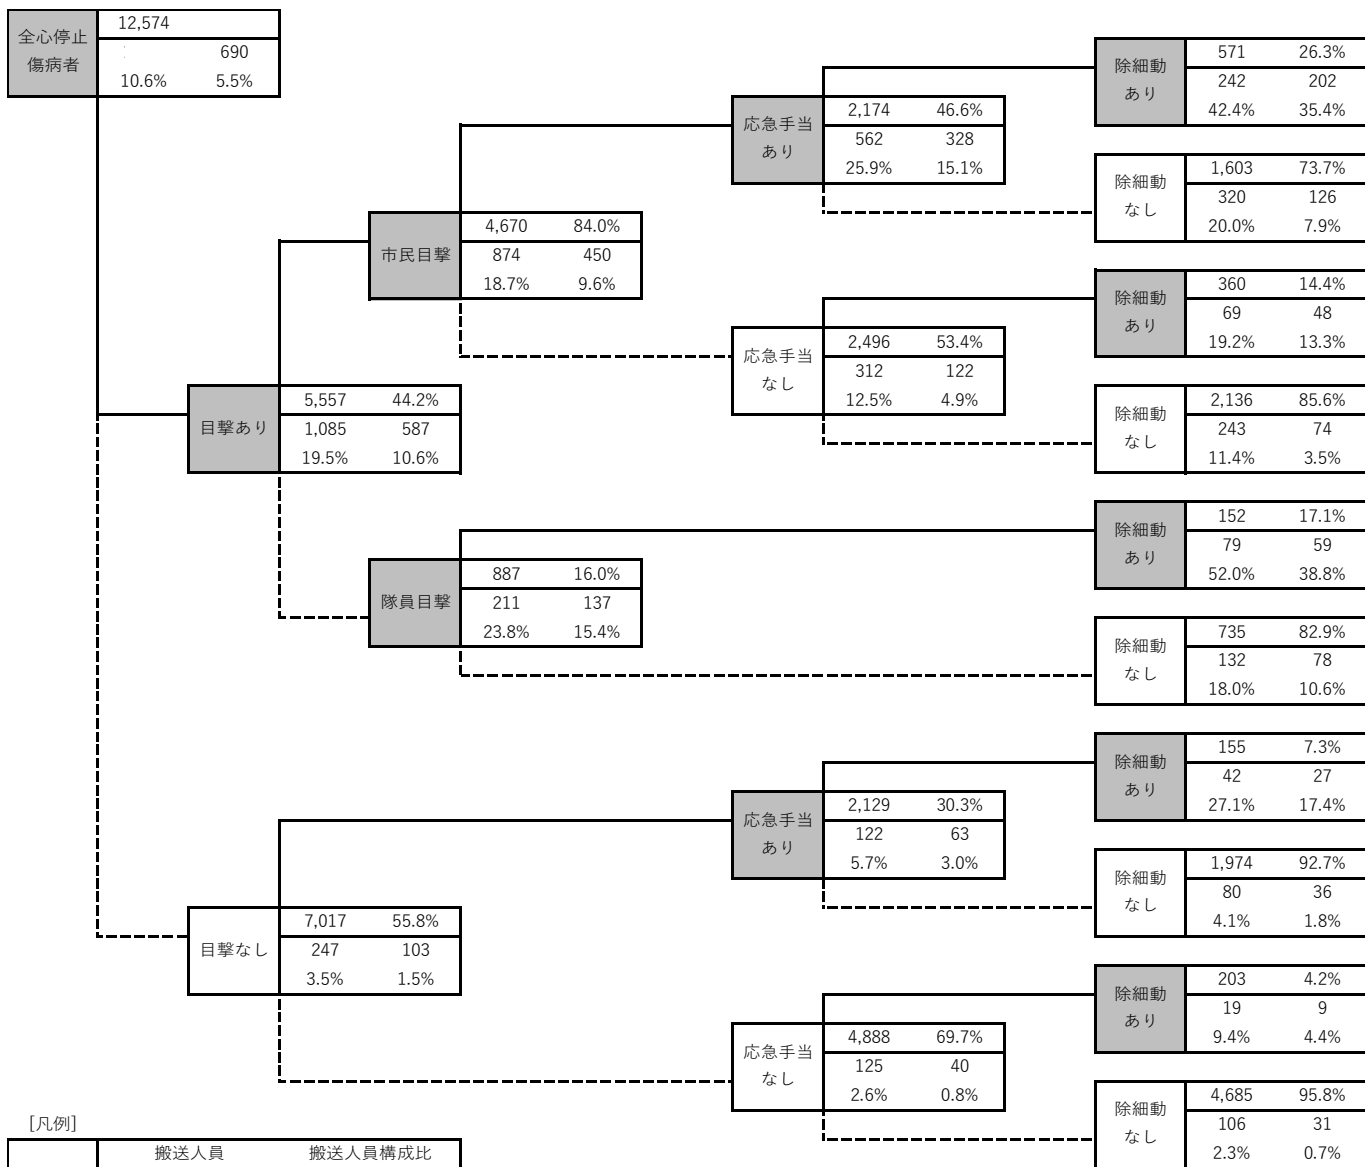 全心停止
傷病者
12,574
690
10.6% 5.5%
除細動
あり
571 26.3%
242 202
42.4% 35.4%
応急手当
あり
2,174 46.6%
562 328
25.9% 15.1%
除細動
なし
1,603 73.7%
320 126
20.0% 7.9%
市民目撃
4,670 84.0%
874 450
18.7% 9.6%
除細動
あり
360 14.4%
69 48
19.2% 13.3%
応急手当
なし
2,496 53.4%
312 122
12.5% 4.9%
除細動
なし
2,136 85.6%
243 74
11.4% 3.5%
目撃あり
5,557 44.2%
1,085 587
19.5% 10.6%
除細動
あり
152 17.1%
79 59
52.0% 38.8%
隊員目撃
887 16.0%
211 137
23.8% 15.4%
除細動
なし
735 82.9%
132 78
18.0% 10.6%
除細動
あり
155 7.3%
42 27
27.1% 17.4%
応急手当
あり
2,129 30.3%
122 63
5.7% 3.0%
除細動
なし
1,974 92.7%
80 36
4.1% 1.8%
目撃なし
7,017 55.8%
247 103
3.5% 1.5%
除細動
あり
203 4.2%
19 9
9.4% 4.4%
応急手当
なし
4,888 69.7%
125 40
2.6% 0.8%
除細動
なし
4,685 95.8%
106 31
2.3% 0.7%
[凡例]
搬送人員 搬送人員構成比